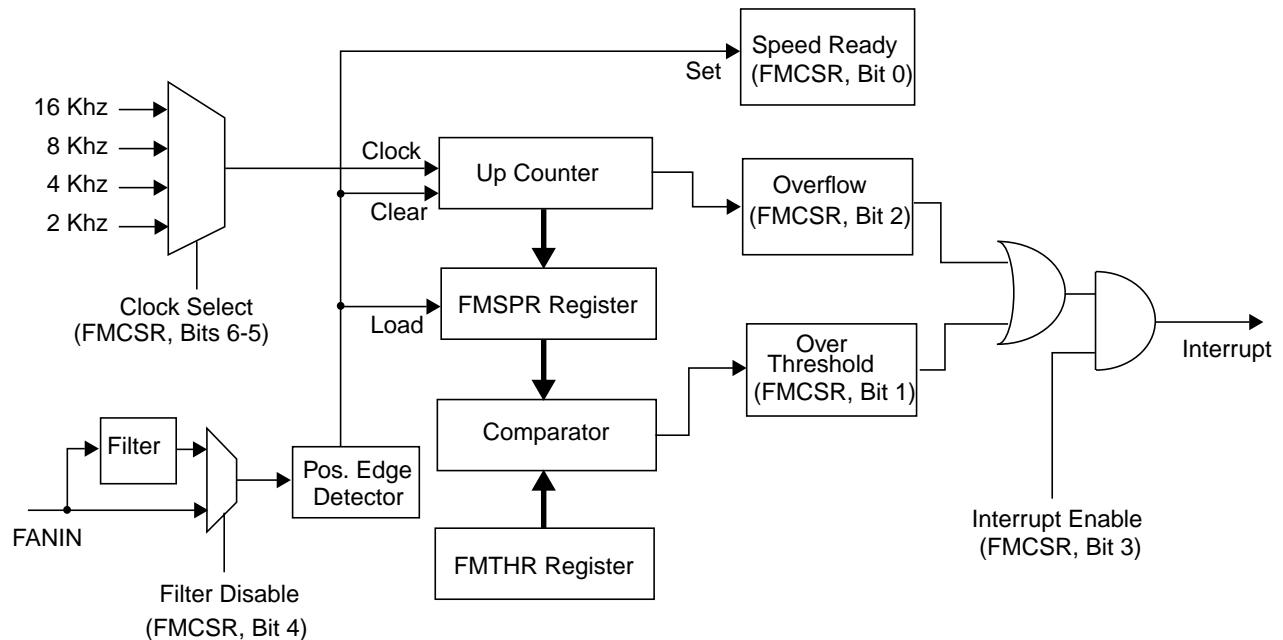 Speed Ready
(FMCSR, Bit 0)
Set
16 Khz
8 Khz
4 Khz
2 Khz
Clock
Clear
Up Counter
Overflow
(FMCSR, Bit 2)
Clock Select
(FMCSR, Bits 6-5)
Load
FMSPR Register
Over
Threshold
(FMCSR, Bit 1)
Interrupt
Filter
Pos. Edge
Detector
Comparator
FANIN
Interrupt Enable
(FMCSR, Bit 3)
FMTHR Register
Filter Disable
(FMCSR, Bit 4)